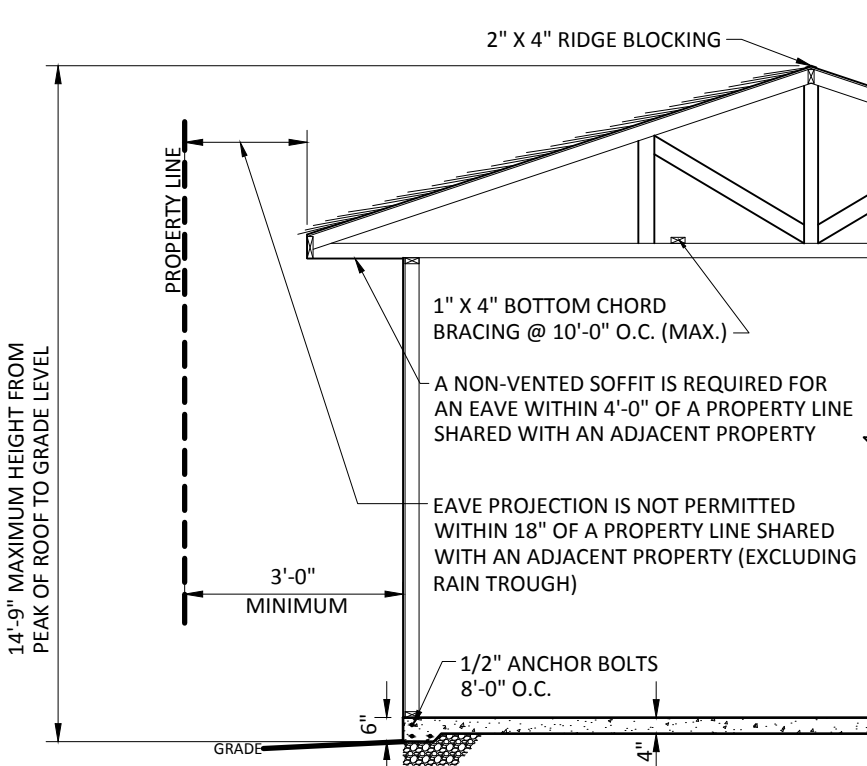 2" X 4" RIDGE BLOCKING
PROPERTY LINE
14'-9" MAXIMUM HEIGHT FROM
PEAK OF ROOF TO GRADE LEVEL
1" X 4" BOTTOM CHORD
BRACING @ 10'-0" O.C. (MAX.)
A NON-VENTED SOFFIT IS REQUIRED FOR
AN EAVE WITHIN 4'-0" OF A PROPERTY LINE
SHARED WITH AN ADJACENT PROPERTY
EAVE PROJECTION IS NOT PERMITTED
WITHIN 18" OF A PROPERTY LINE SHARED
WITH AN ADJACENT PROPERTY (EXCLUDING
RAIN TROUGH)
3'-0"
MINIMUM
1/2" ANCHOR BOLTS
8'-0" O.C.
6"
4"
GRADE